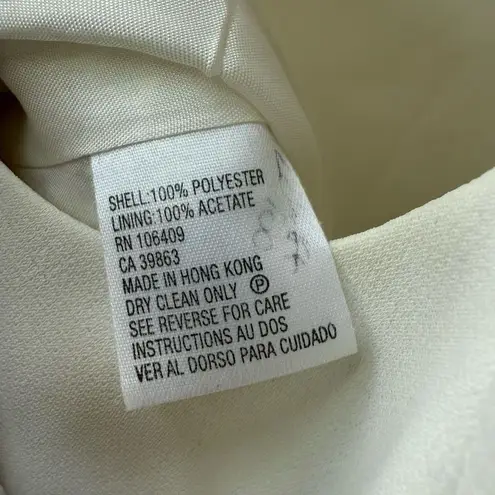 SHELL:100% POLYESTER
LINING:100% ACETATE
RN 106409
CA 39863
MADE IN HONG KONG
DRY CLEAN ONLY Ⓟ
SEE REVERSE FOR CARE
INSTRUCTIONS AU DOS
VER AL DORSO PARA CUIDADO